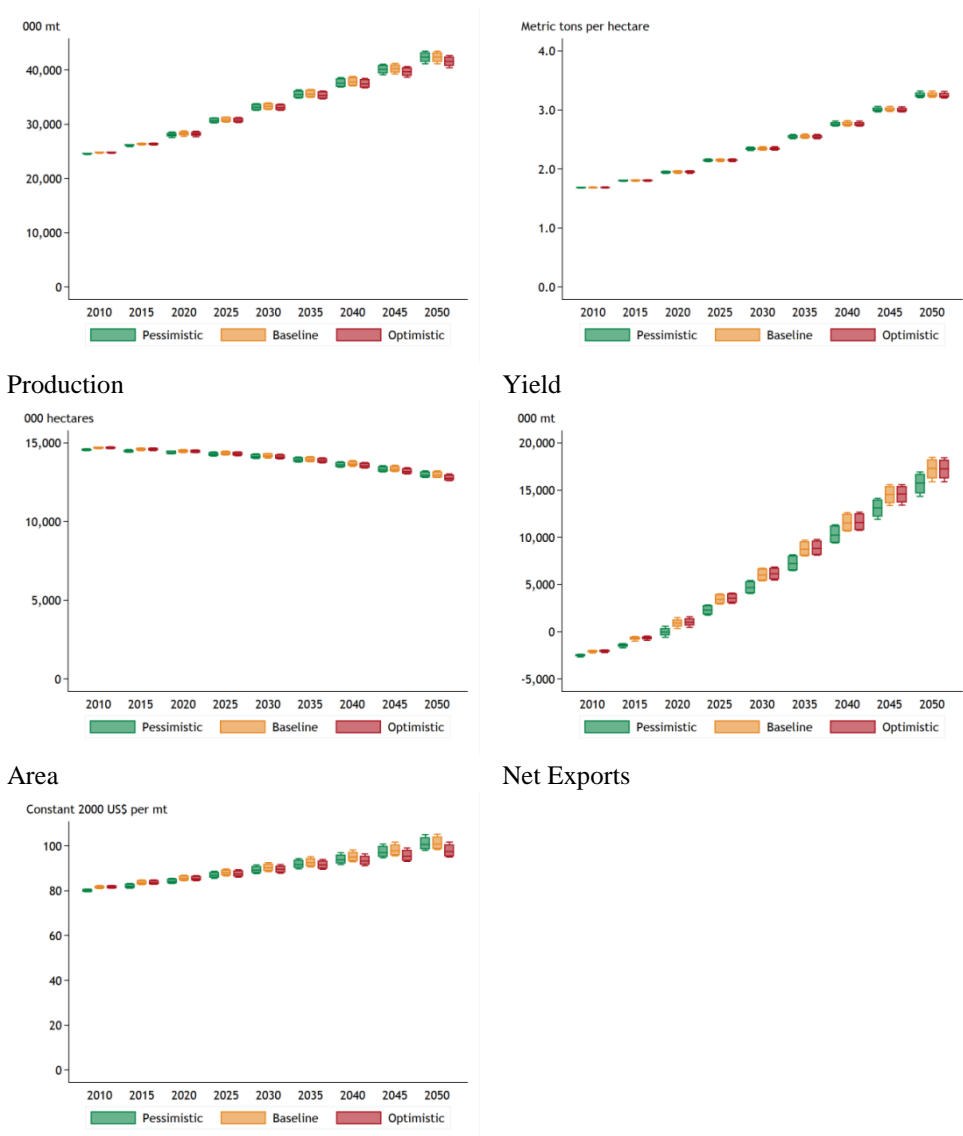 000 mt
40,000
30,000
20,000
10,000
0
2010 2015 2020 2025 2030 2035 2040 2045 2050
Pessimistic Baseline Optimistic
Metric tons per hectare
4.0
3.0
2.0
1.0
0.0
2010 2015 2020 2025 2030 2035 2040 2045 2050
Pessimistic Baseline Optimistic
Production
Yield
000 hectares
15,000
10,000
5,000
0
2010 2015 2020 2025 2030 2035 2040 2045 2050
Pessimistic Baseline Optimistic
000 mt
20,000
15,000
10,000
5,000
0
-5,000
2010 2015 2020 2025 2030 2035 2040 2045 2050
Pessimistic Baseline Optimistic
Area
Net Exports
Constant 2000 US$ per mt
100
80
60
40
20
0
2010 2015 2020 2025 2030 2035 2040 2045 2050
Pessimistic Baseline Optimistic